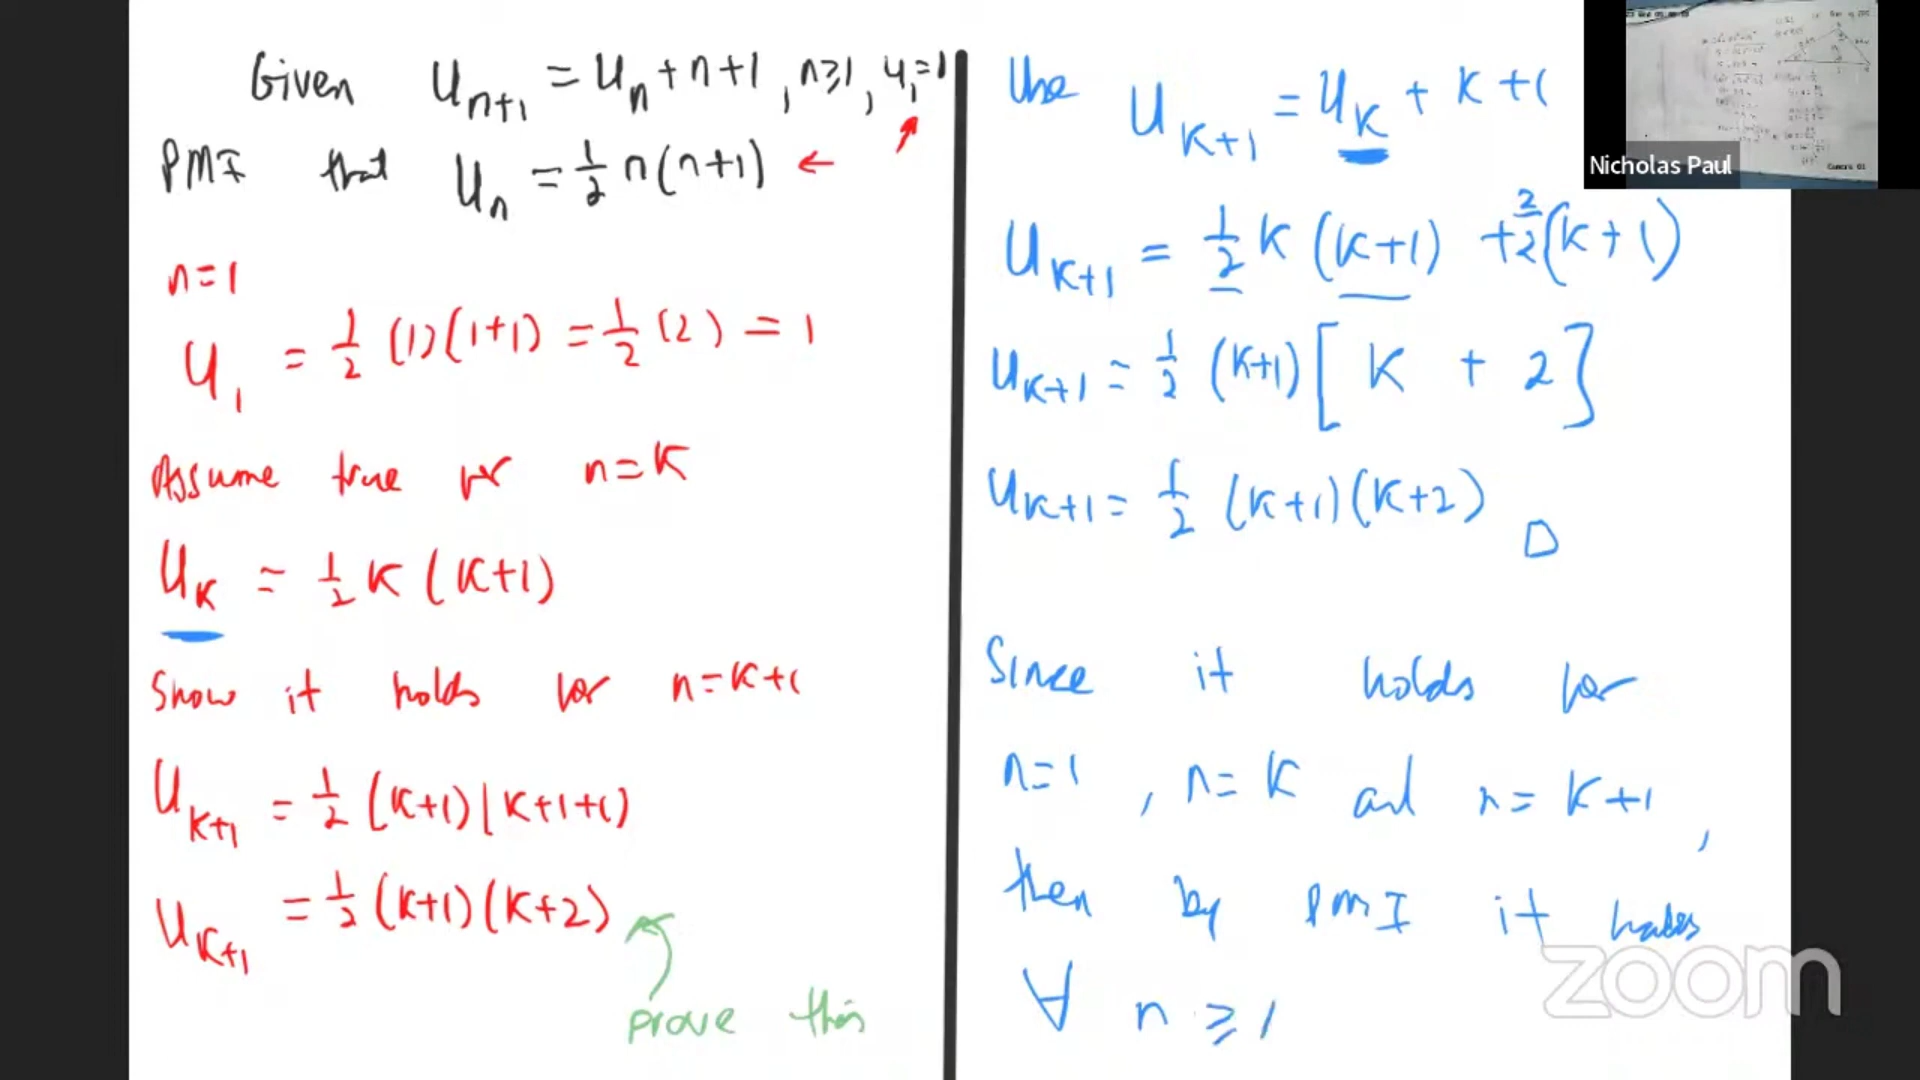 Given U_{n+1} = U_n + n+1, n≥1, u_1=1
PMI that U_n = 1/2 n(n+1) ←
n=1
U_1 = 1/2 (1)(1+1) = 1/2 (2) = 1
Assume true for n=K
U_K = 1/2 K (K+1)
Show it holds for n=K+1
U_{K+1} = 1/2 (K+1)(K+1+1)
U_{K+1} = 1/2 (K+1)(K+2)
prove this
Use U_{K+1} = U_K + K+1
U_{K+1} = 1/2 K (K+1) + 2/2 (K+1)
U_{K+1} = 1/2 (K+1) [ K + 2 ]
U_{K+1} = 1/2 (K+1)(K+2) □
Since it holds for
n=1, n=K and n=K+1,
then by PMI it holds
∀ n ≥ 1
Nicholas Paul
Camera 01
zoom